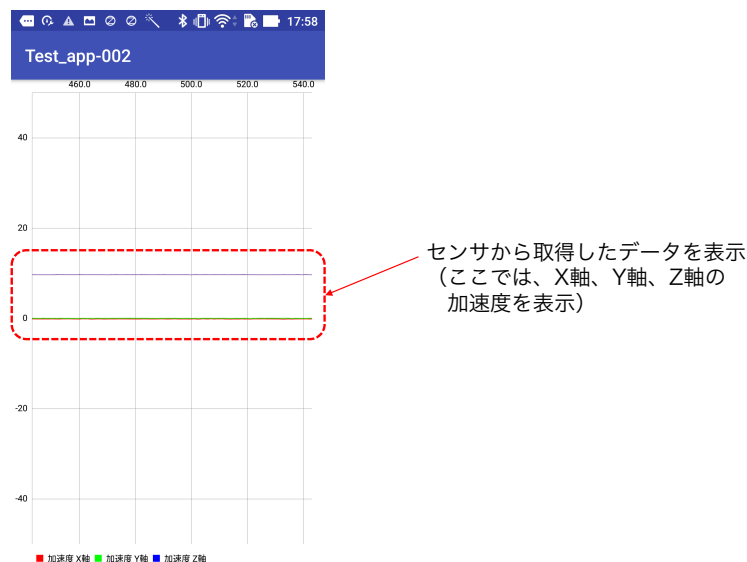 17:58
Test_app-002
460.0 480.0 500.0 520.0 540.0
40
20
センサから取得したデータを表示
（ここでは、X軸、Y軸、Z軸の
加速度を表示）
0
-20
-40
加速度 X軸 加速度 Y軸 加速度 Z軸